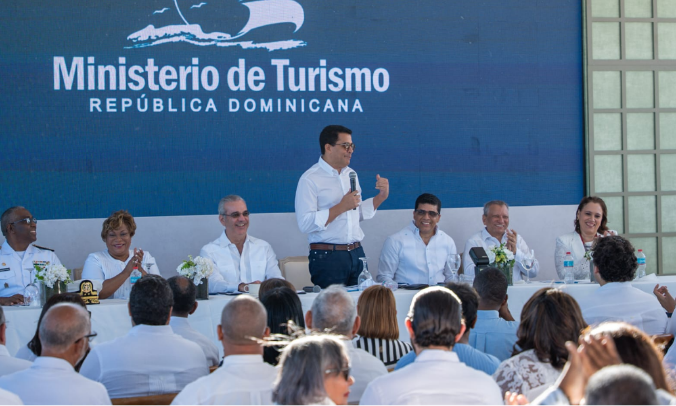 Ministerio de Turismo
REPÚBLICA DOMINICANA